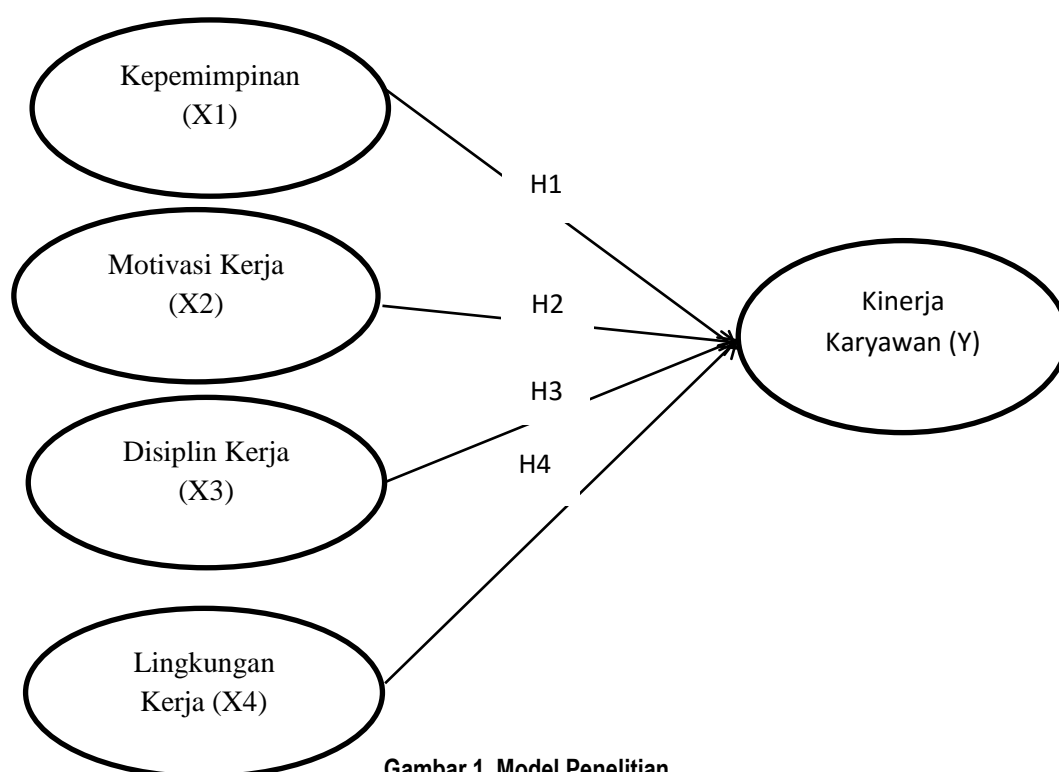 Kepemimpinan
(X1)
H1
Motivasi Kerja
(X2)
H2
Kinerja
Karyawan (Y)
H3
Disiplin Kerja
(X3)
H4
Lingkungan
Kerja (X4)
Gambar 1. Model Penelitian